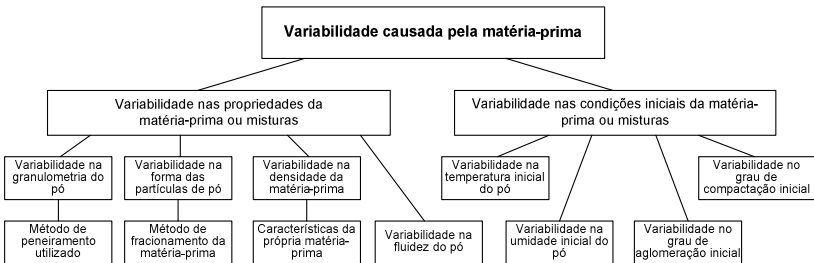 Variabilidade causada pela matéria-prima
Variabilidade nas propriedades da
matéria-prima ou misturas
Variabilidade nas condições iniciais da matéria-
prima ou misturas
Variabilidade na
granulometria do
pó
Variabilidade na
forma das
partículas de pó
Variabilidade na
densidade da
matéria-prima
Variabilidade na
temperatura inicial
do pó
Variabilidade no
grau de
compactação inicial
Método de
peneiramento
utilizado
Método de
fracionamento da
matéria-prima
Características da
própria matéria-
prima
Variabilidade na
fluidez do pó
Variabilidade na
umidade inicial do
pó
Variabilidade no
grau de
aglomeração inicial